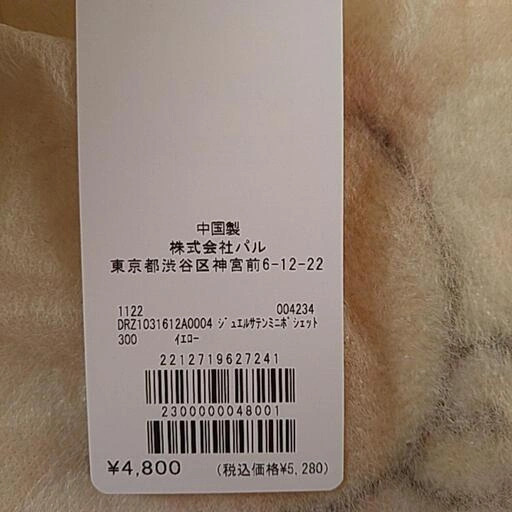 中国製
株式会社パル
東京都渋谷区神宮前6-12-22
1122 004234
DRZ1031612A0004 ジュエルサテンミニポシェット
300 イエロー
2212719627241
2300000048001
¥4,800 (税込価格¥5,280)